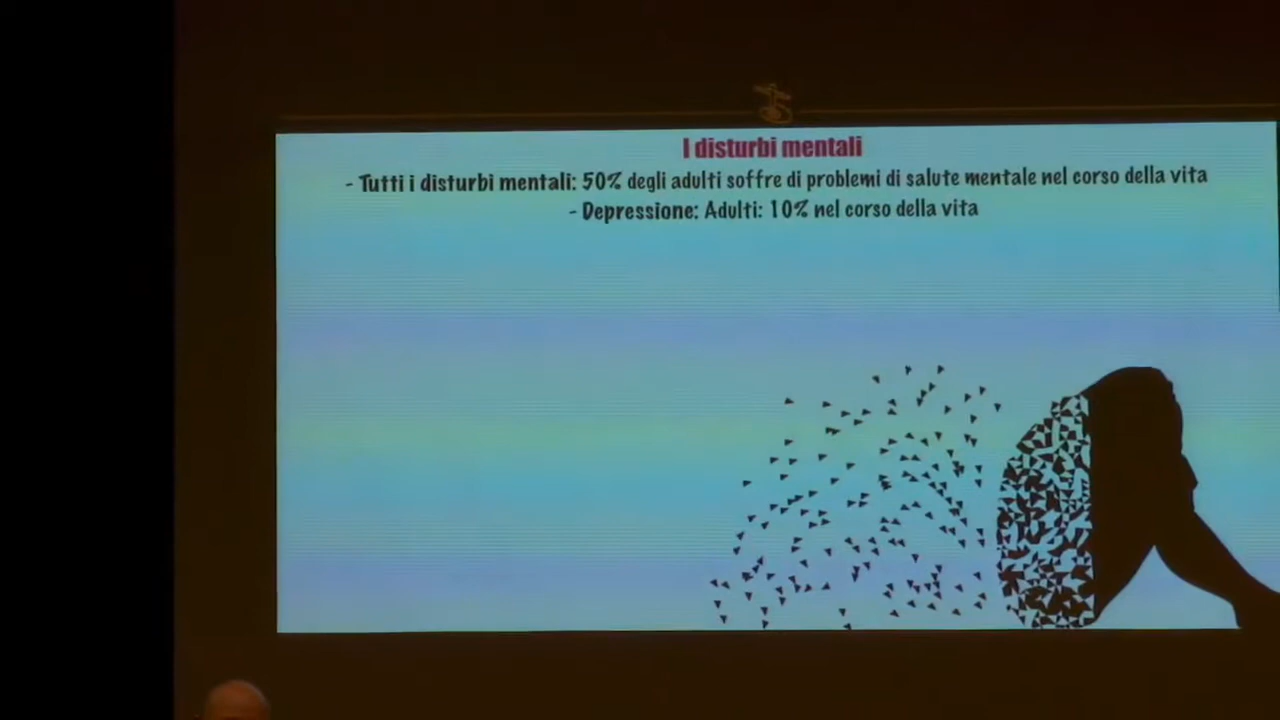 I disturbi mentali
- Tutti i disturbi mentali: 50% degli adulti soffre di problemi di salute mentale nel corso della vita
- Depressione: Adulti: 10% nel corso della vita